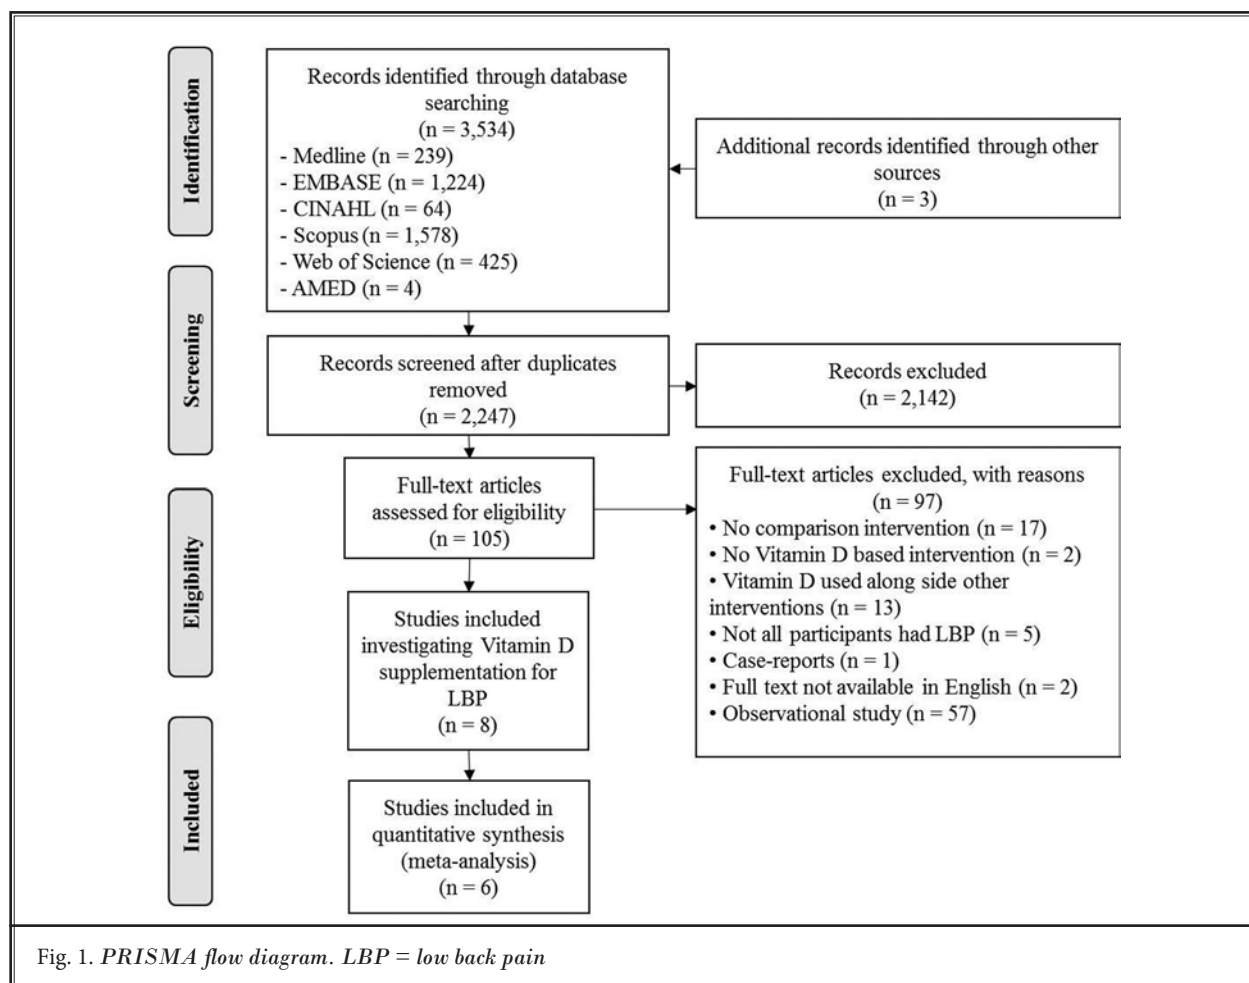 Identification
Records identified through database
searching
(n = 3,534)
- Medline (n = 239)
- EMBASE (n = 1,224)
- CINAHL (n = 64)
- Scopus (n = 1,578)
- Web of Science (n = 425)
- AMED (n = 4)
Additional records identified through other
sources
(n = 3)
Screening
Records screened after duplicates
removed
(n = 2,247)
Records excluded
(n = 2,142)
Eligibility
Full-text articles
assessed for eligibility
(n = 105)
Full-text articles excluded, with reasons
(n = 97)
• No comparison intervention (n = 17)
• No Vitamin D based intervention (n = 2)
• Vitamin D used along side other
interventions (n = 13)
• Not all participants had LBP (n = 5)
• Case-reports (n = 1)
• Full text not available in English (n = 2)
• Observational study (n = 57)
Studies included
investigating Vitamin D
supplementation for
LBP
(n = 8)
Included
Studies included in
quantitative synthesis
(meta-analysis)
(n = 6)
Fig. 1. PRISMA flow diagram. LBP = low back pain